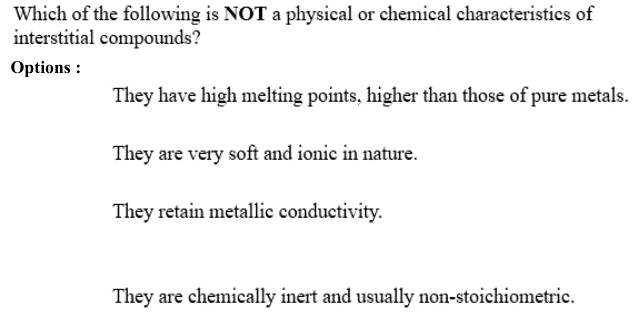 Which of the following is NOT a physical or chemical characteristics of
interstitial compounds?
Options :
They have high melting points, higher than those of pure metals.
They are very soft and ionic in nature.
They retain metallic conductivity.
They are chemically inert and usually non-stoichiometric.